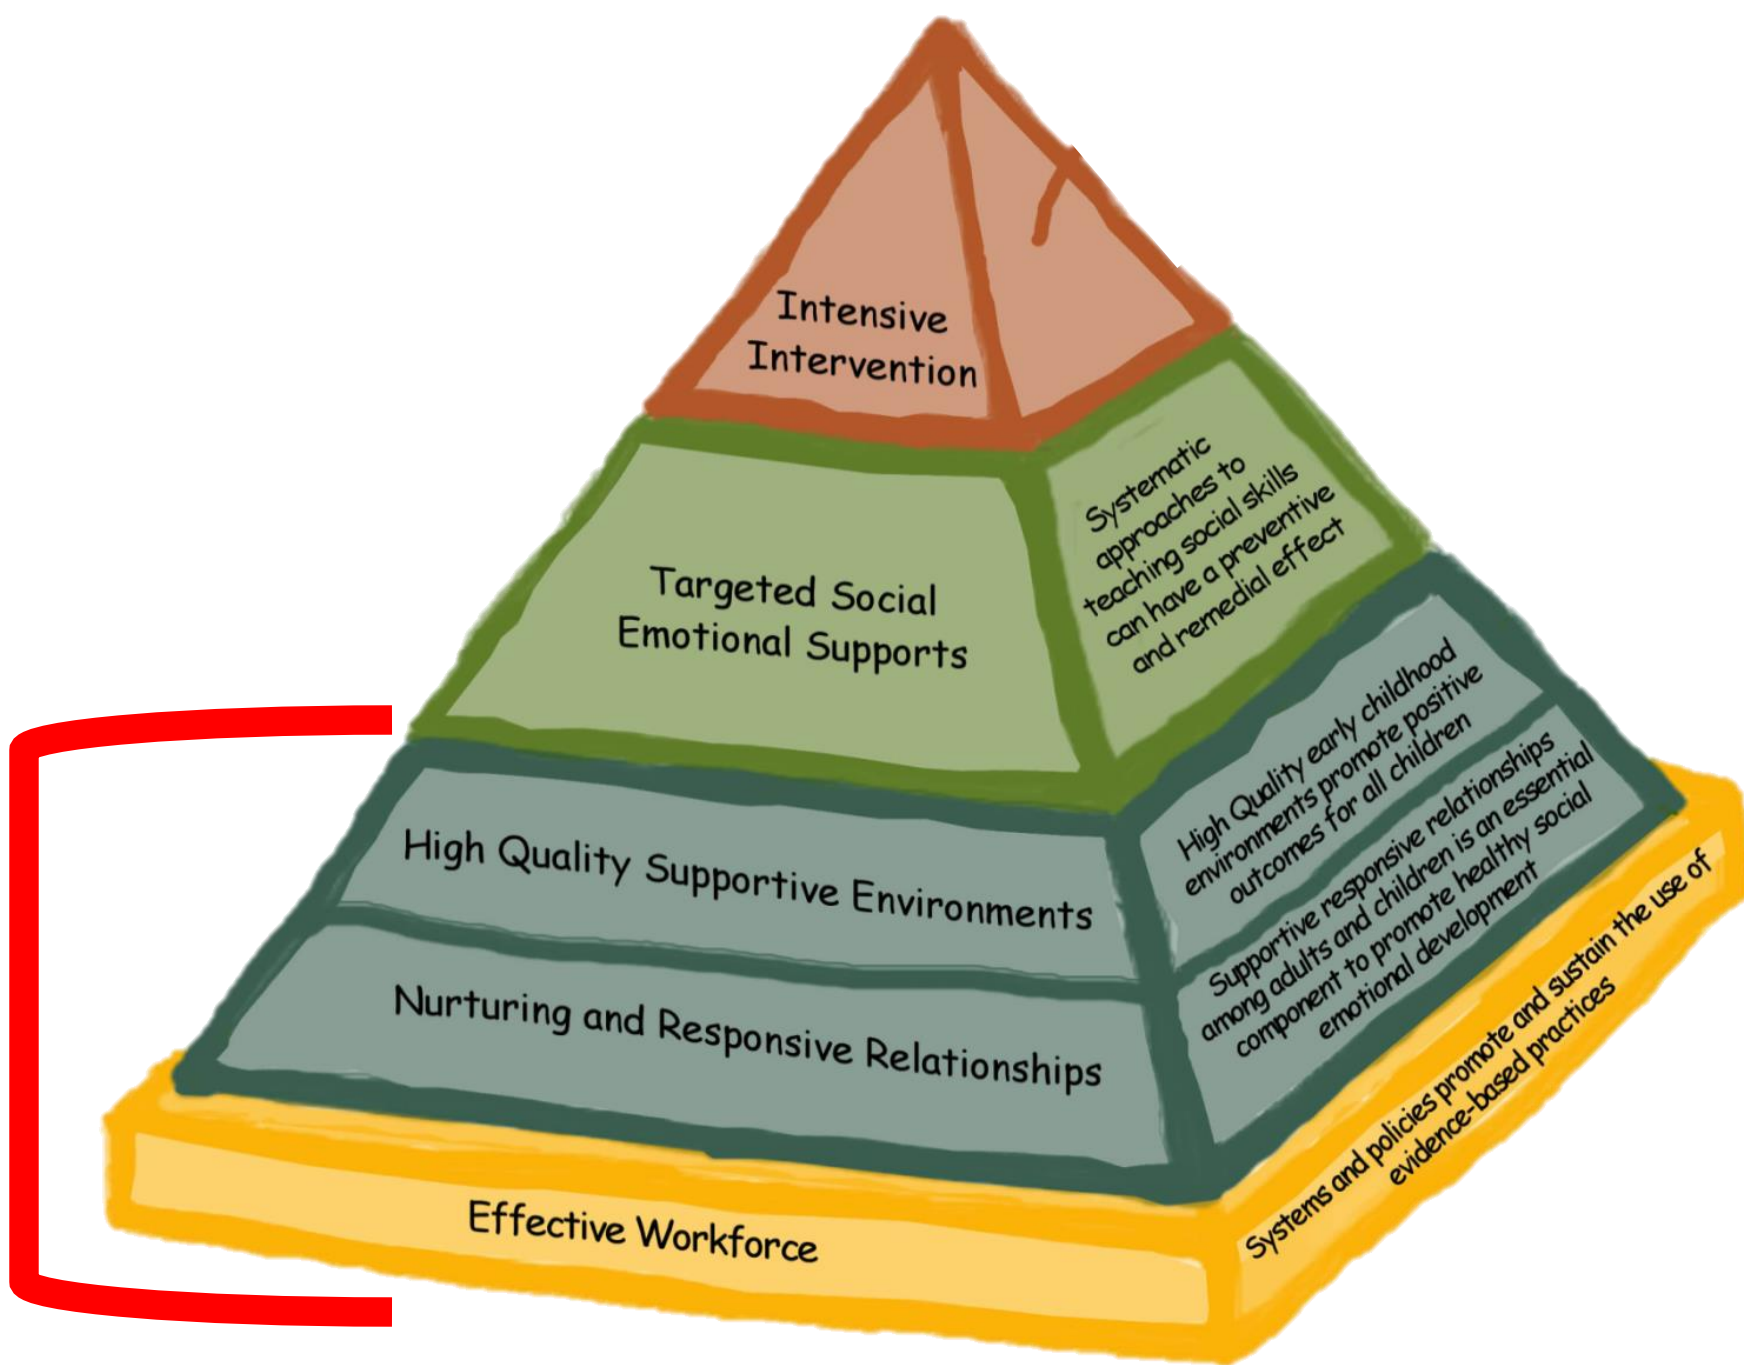 Intensive
Intervention
Systematic
approaches to
teaching social skills
can have a preventive
and remedial effect
Targeted Social
Emotional Supports
High Quality early childhood
environments promote positive
outcomes for all children
High Quality Supportive Environments
Supportive responsive relationships
among adults and children is an essential
component to promote healthy social
emotional development
Nurturing and Responsive Relationships
Systems and policies promote and sustain the use of
evidence-based practices
Effective Workforce